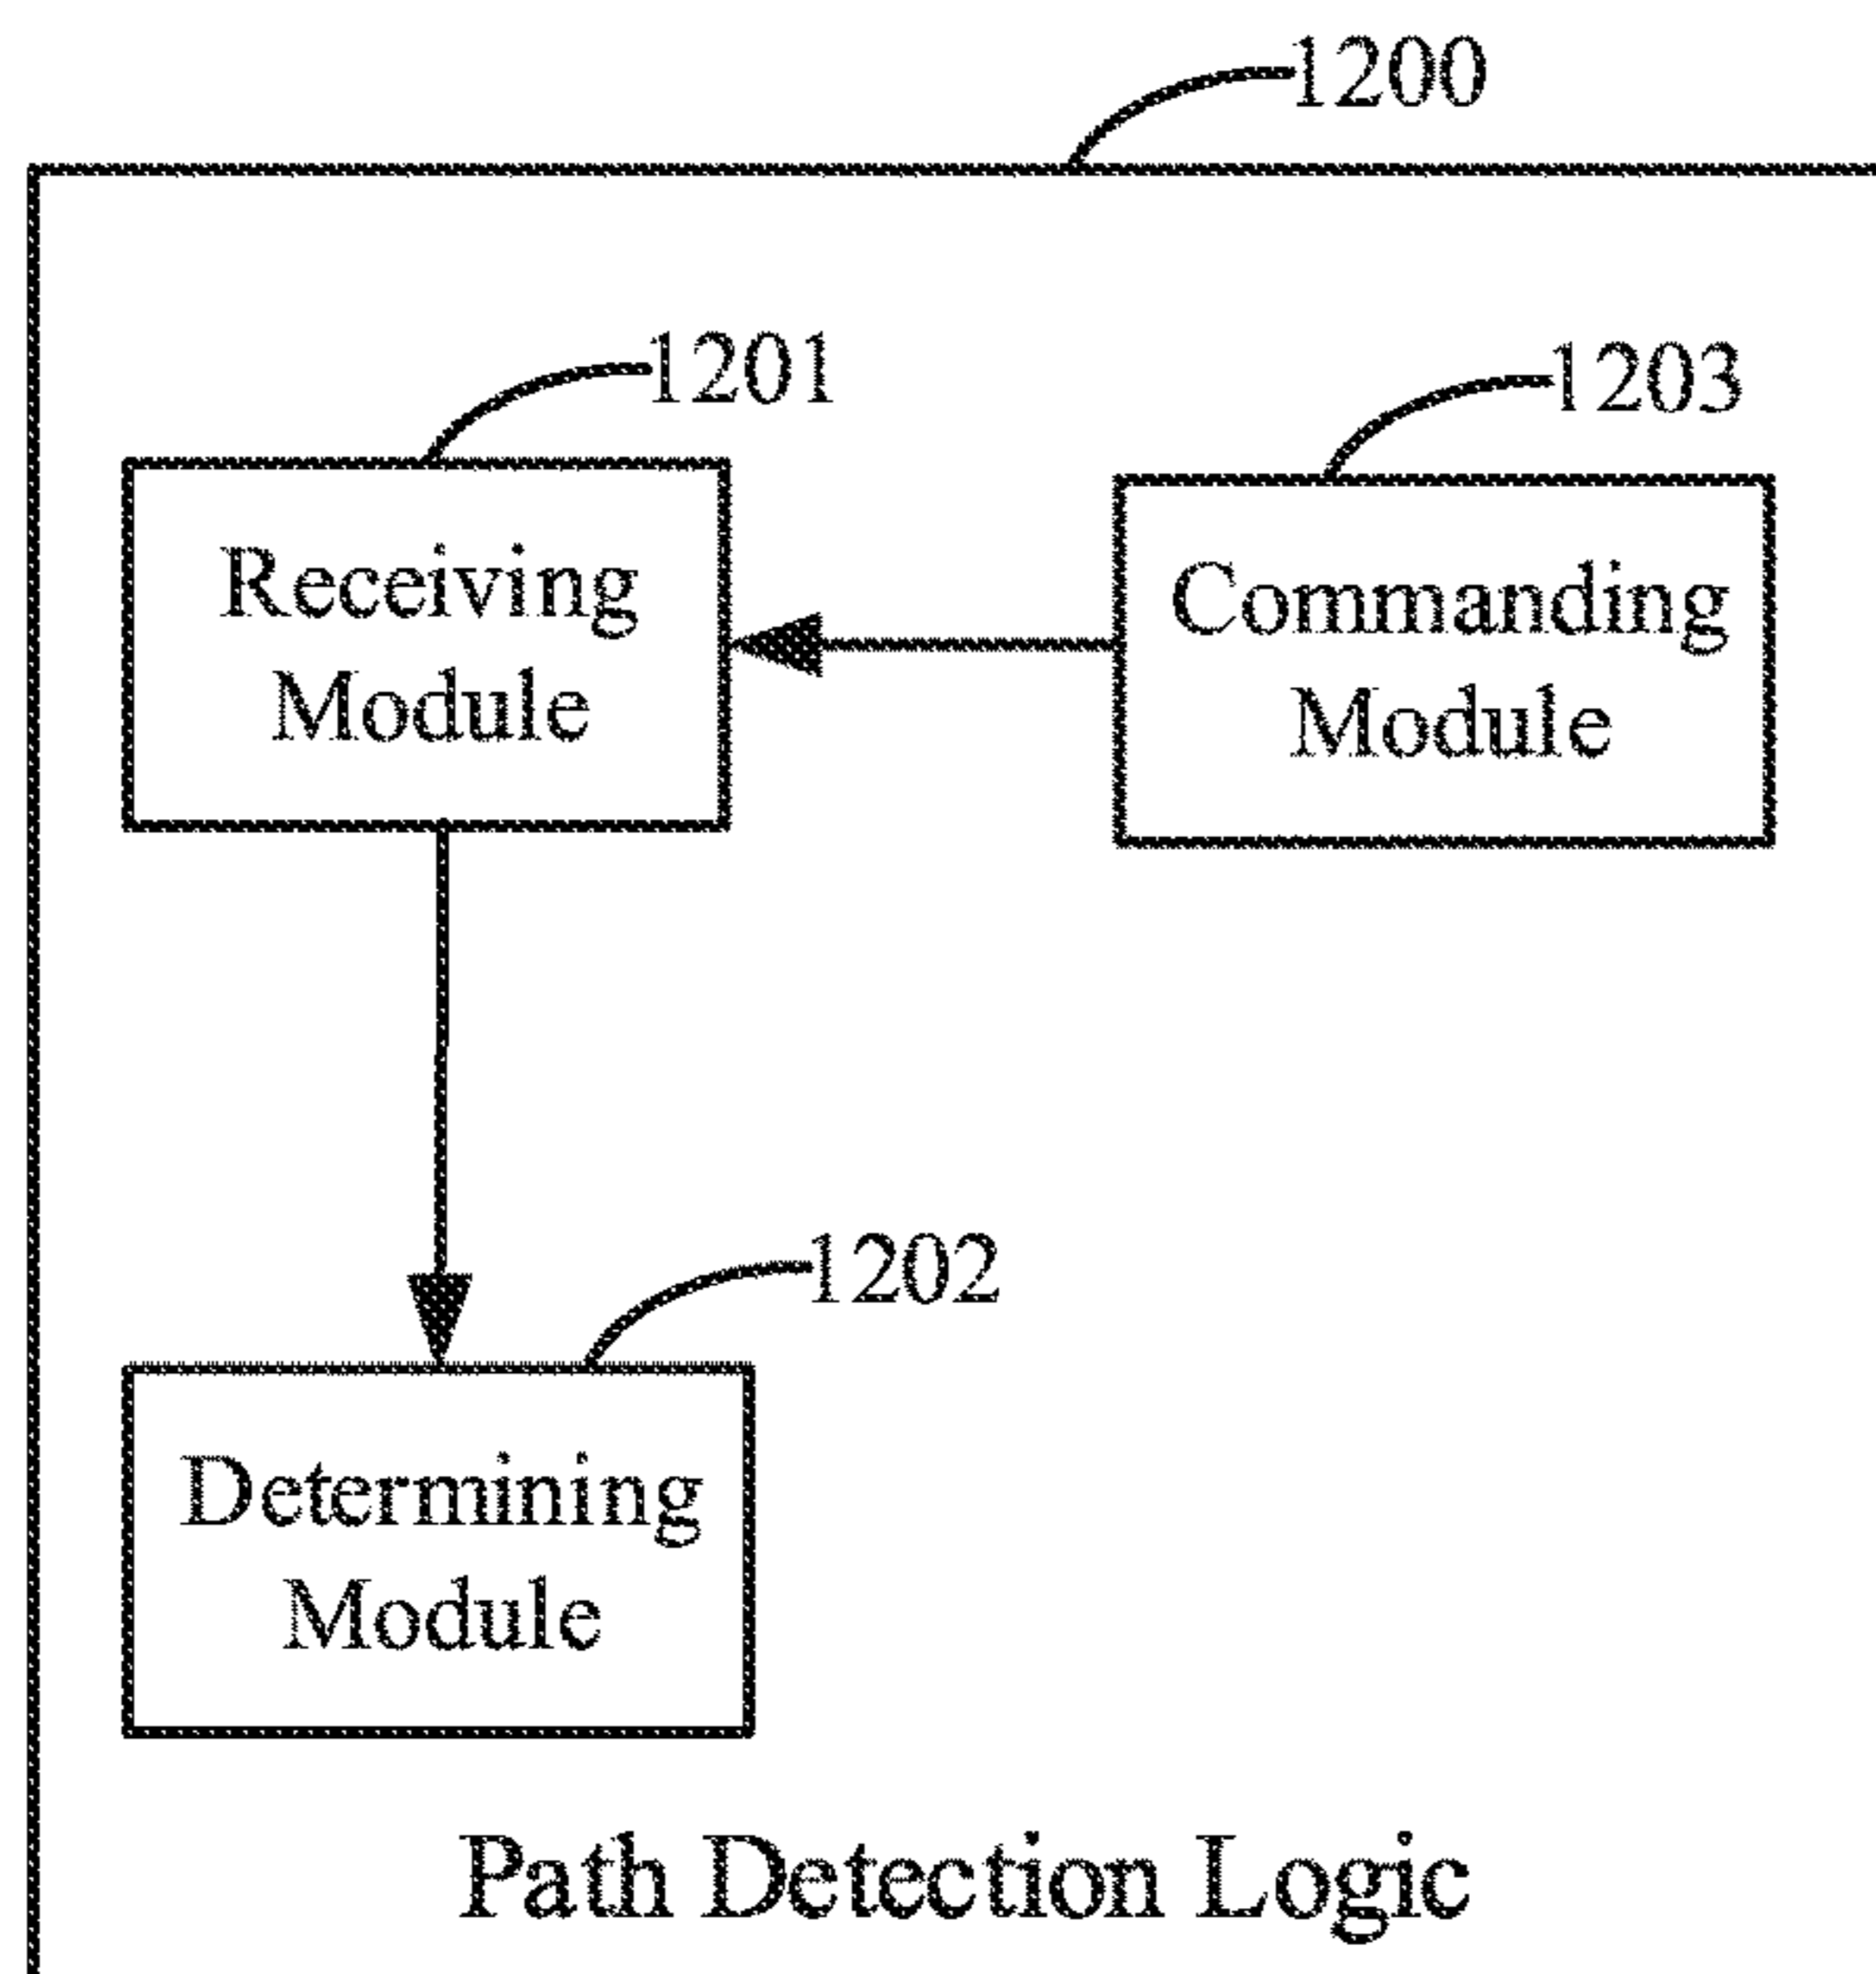 1200
1201
1203
Receiving
Module
Commanding
Module
1202
Determining
Module
Path Detection Logic